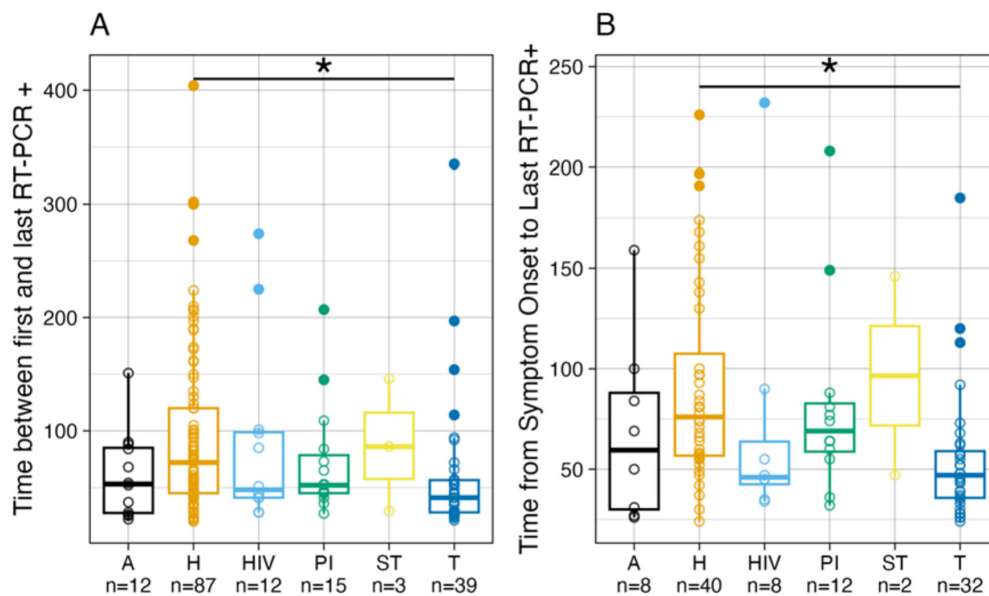 A
B
Time between first and last RT-PCR +
400
300
200
100
*
A H HIV PI ST T
n=12 n=87 n=12 n=15 n=3 n=39
Time from Symptom Onset to Last RT-PCR+
250
200
150
100
50
*
A H HIV PI ST T
n=8 n=40 n=8 n=12 n=2 n=32